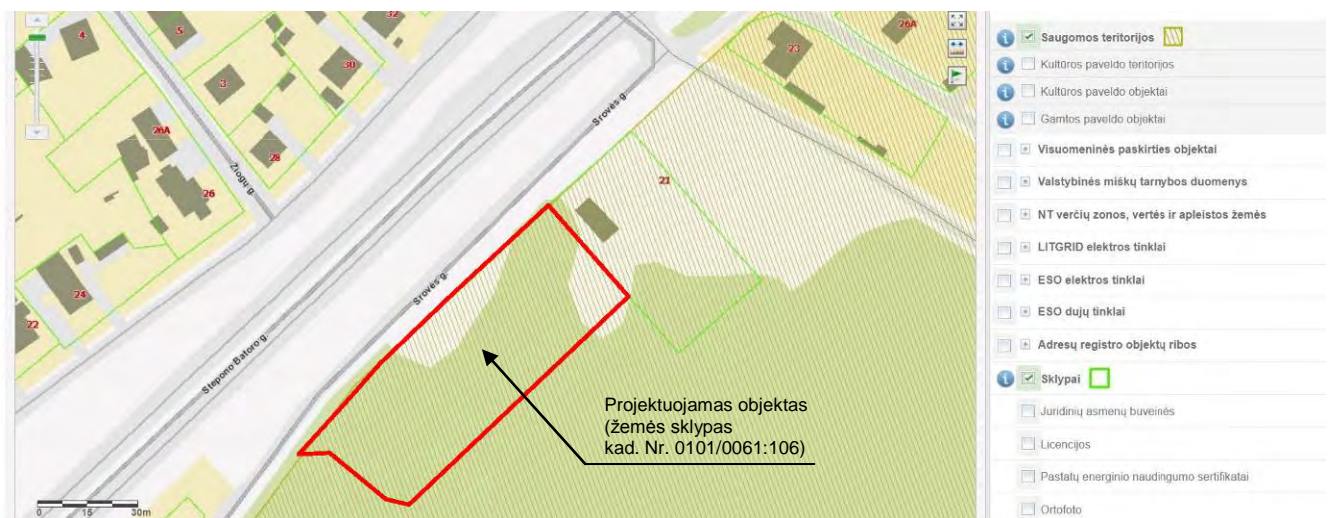 4
5
32
26A
3
30
23
26A
28
Žiogų g.
26
Srovės g.
21
24
22
Srovės g.
Stepono Batoro g.
Projektuojamas objektas
(žemės sklypas
kad. Nr. 0101/0061:106)
0 15 30m
Saugomos teritorijos
Kultūros paveldo teritorijos
Kultūros paveldo objektai
Gamtos paveldo objektai
Visuomeninės paskirties objektai
Valstybinės miškų tarnybos duomenys
NT verčių zonos, vertės ir apleistos žemės
LITGRID elektros tinklai
ESO elektros tinklai
ESO dujų tinklai
Adresų registro objektų ribos
Sklypai
Juridinių asmenų buveinės
Licencijos
Pastatų energinio naudingumo sertifikatai
Ortofoto